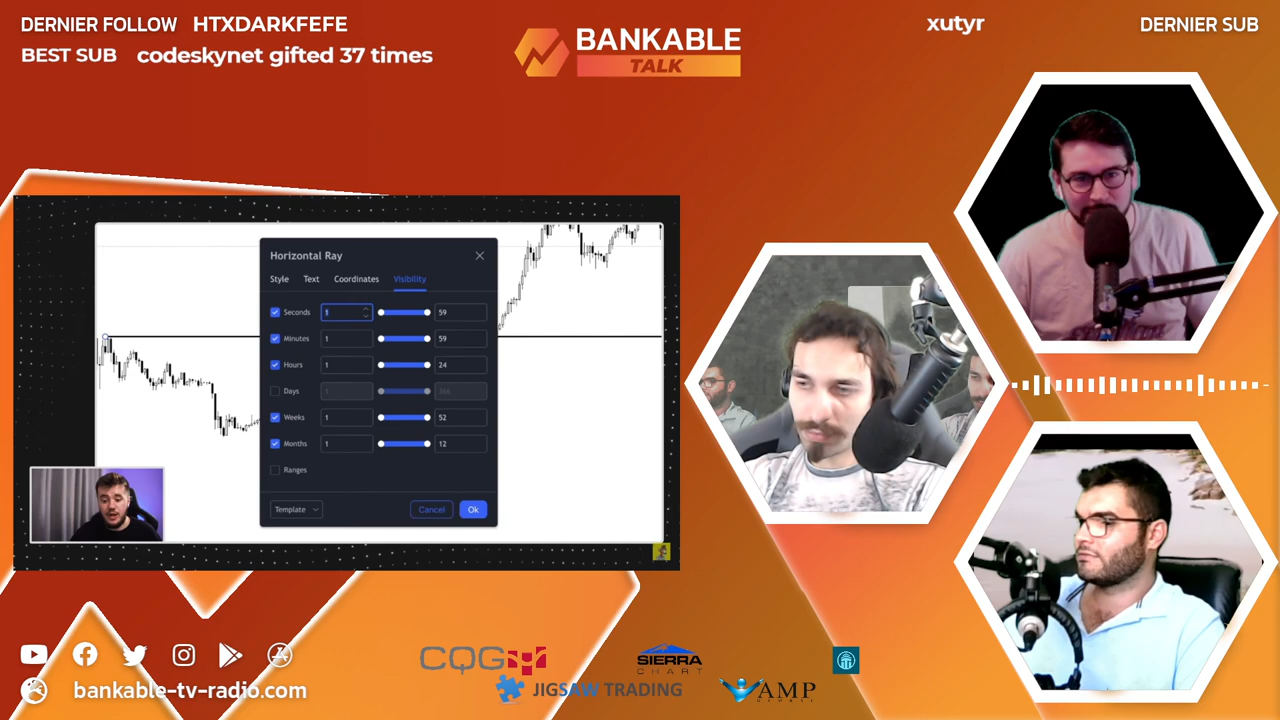 DERNIER FOLLOW HTXDARKFEFE
BEST SUB codeskynet gifted 37 times
BANKABLE
TALK
xutyr
DERNIER SUB
Horizontal Ray
Style Text Coordinates Visibility
Seconds 1 59
Minutes 1 59
Hours 1 24
Days 1 366
Weeks 1 52
Months 1 12
Ranges
Template Cancel Ok
bankable-tv-radio.com
CQG
SIERRA
CHART
JIGSAW TRADING
AMP